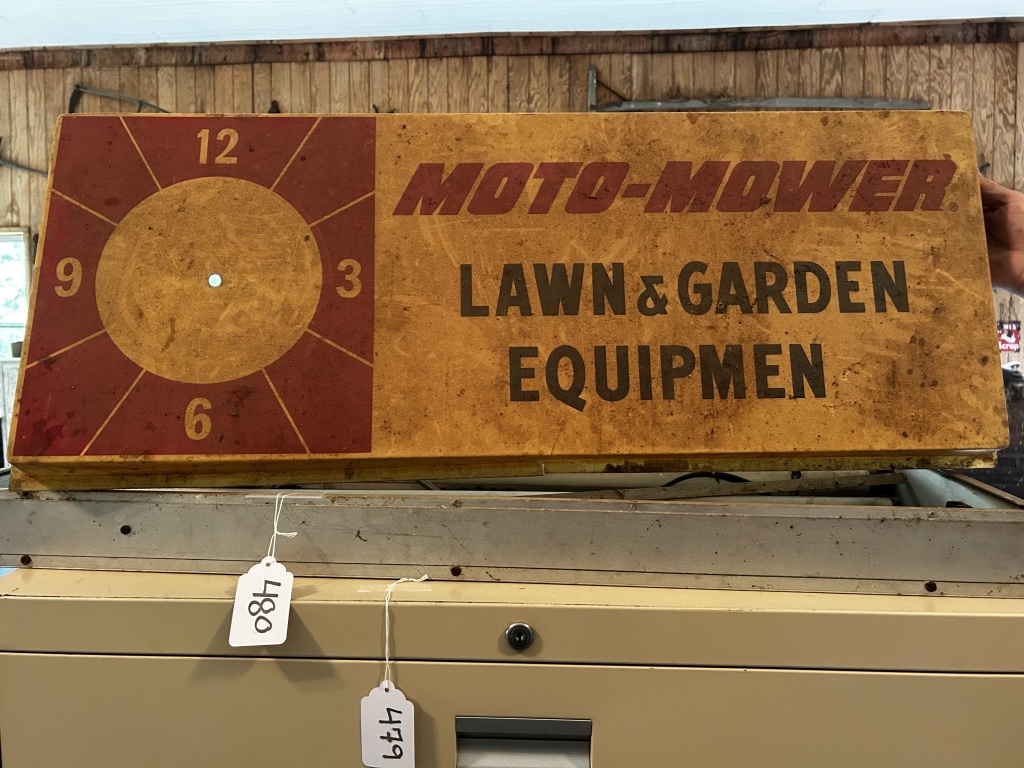 12
9
3
6
MOTO-MOWER®
LAWN & GARDEN
EQUIPMEN
480
479